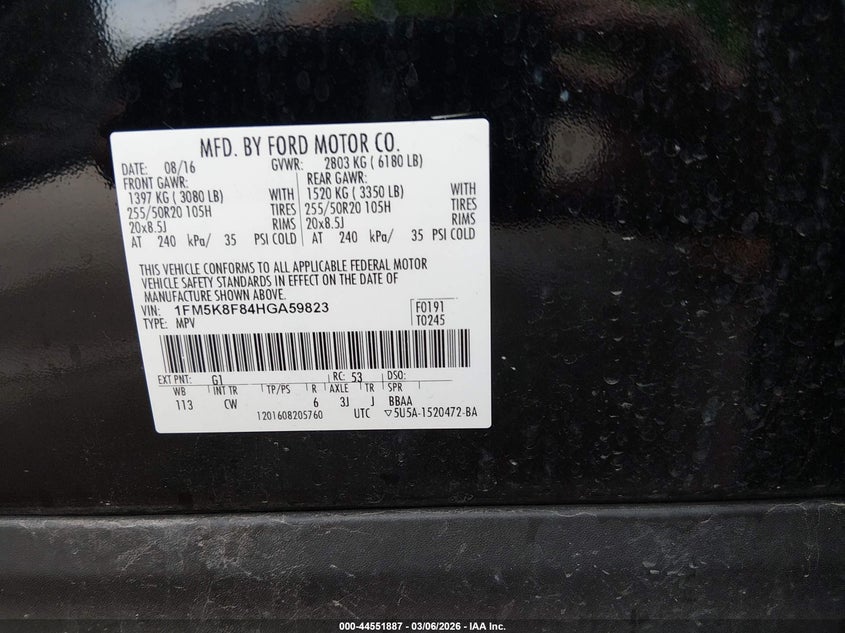 MFD. BY FORD MOTOR CO.
DATE: 08/16 GVWR: 2803 KG ( 6180 LB)
FRONT GAWR: REAR GAWR:
1397 KG ( 3080 LB) WITH 1520 KG ( 3350 LB) WITH
255/50R20 105H TIRES 255/50R20 105H TIRES
20x8.5J RIMS 20x8.5J RIMS
AT 240 kPa/ 35 PSI COLD AT 240 kPa/ 35 PSI COLD
THIS VEHICLE CONFORMS TO ALL APPLICABLE FEDERAL MOTOR
VEHICLE SAFETY STANDARDS IN EFFECT ON THE DATE OF
MANUFACTURE SHOWN ABOVE.
VIN: 1FM5K8F84HGA59823 F0191
TYPE: MPV T0245
EXT PNT: G1 RC: 53 DSO:
WB INT TR TP/PS R AXLE TR SPR
113 CW 6 3J J BBAA
1201608205760 UTC ▽5U5A-1520472-BA
000-44551887 — 03/06/2026 — IAA Inc.